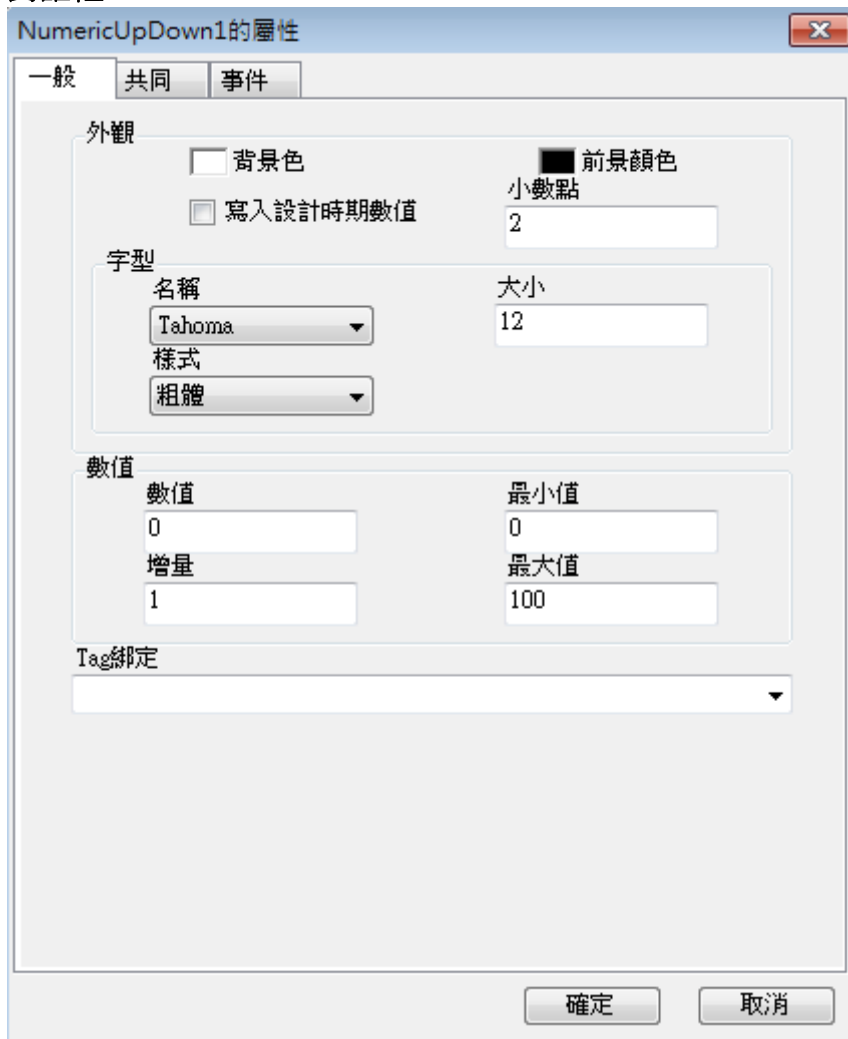 NumericUpDown1的屬性
一般 共同 事件
外觀
背景色 前景顏色
小數點
寫入設計時期數值 2
字型
名稱 大小
Tahoma 12
樣式
粗體
數值
數值 最小值
0 0
增量 最大值
1 100
Tag綁定
確定 取消